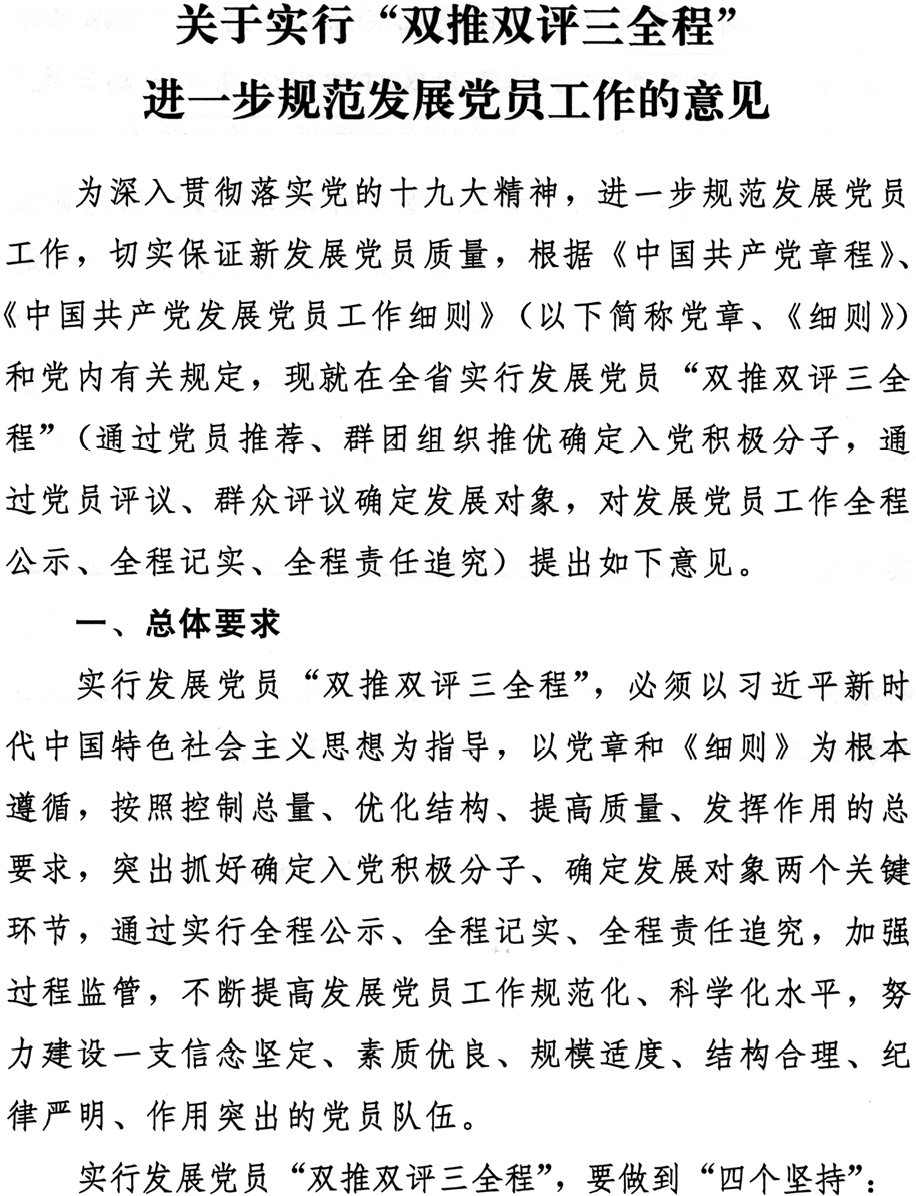 关于实行“双推双评三全程”
进一步规范发展党员工作的意见
为深入贯彻落实党的十九大精神，进一步规范发展党员
工作，切实保证新发展党员质量，根据《中国共产党章程》、
《中国共产党发展党员工作细则》（以下简称党章、《细则》）
和党内有关规定，现就在全省实行发展党员“双推双评三全
程”（通过党员推荐、群团组织推优确定入党积极分子，通
过党员评议、群众评议确定发展对象，对发展党员工作全程
公示、全程记实、全程责任追究）提出如下意见。
一、总体要求
实行发展党员“双推双评三全程”，必须以习近平新时
代中国特色社会主义思想为指导，以党章和《细则》为根本
遵循，按照控制总量、优化结构、提高质量、发挥作用的总
要求，突出抓好确定入党积极分子、确定发展对象两个关键
环节，通过实行全程公示、全程记实、全程责任追究，加强
过程监管，不断提高发展党员工作规范化、科学化水平，努
力建设一支信念坚定、素质优良、规模适度、结构合理、纪
律严明、作用突出的党员队伍。
实行发展党员“双推双评三全程”，要做到“四个坚持”：